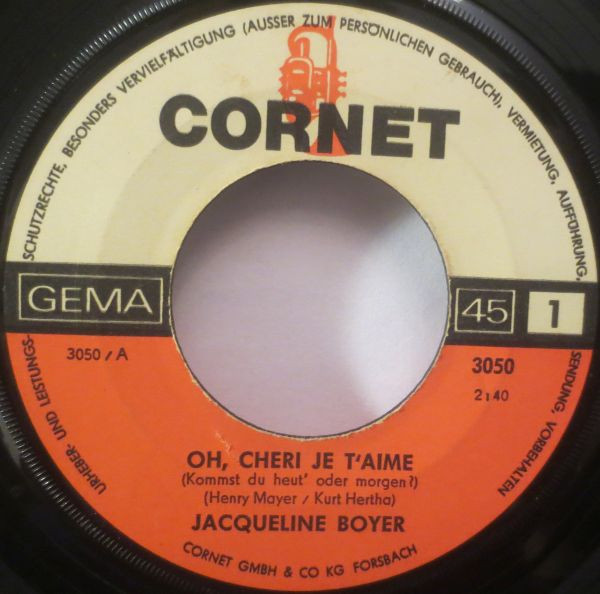 URHEBER- UND LEISTUNGS-SCHUTZRECHTE, BESONDERS VERVIELFÄLTIGUNG (AUSSER ZUM PERSÖNLICHEN GEBRAUCH), VERMIETUNG, AUFFÜHRUNG, SENDUNG, VORBEHALTEN
CORNET
GEMA 45 1
3050 / A 3050
2:40
OH, CHERI JE T'AIME
(Kommst du heut' oder morgen?)
(Henry Mayer / Kurt Hertha)
JACQUELINE BOYER
CORNET GMBH & CO KG FORSBACH